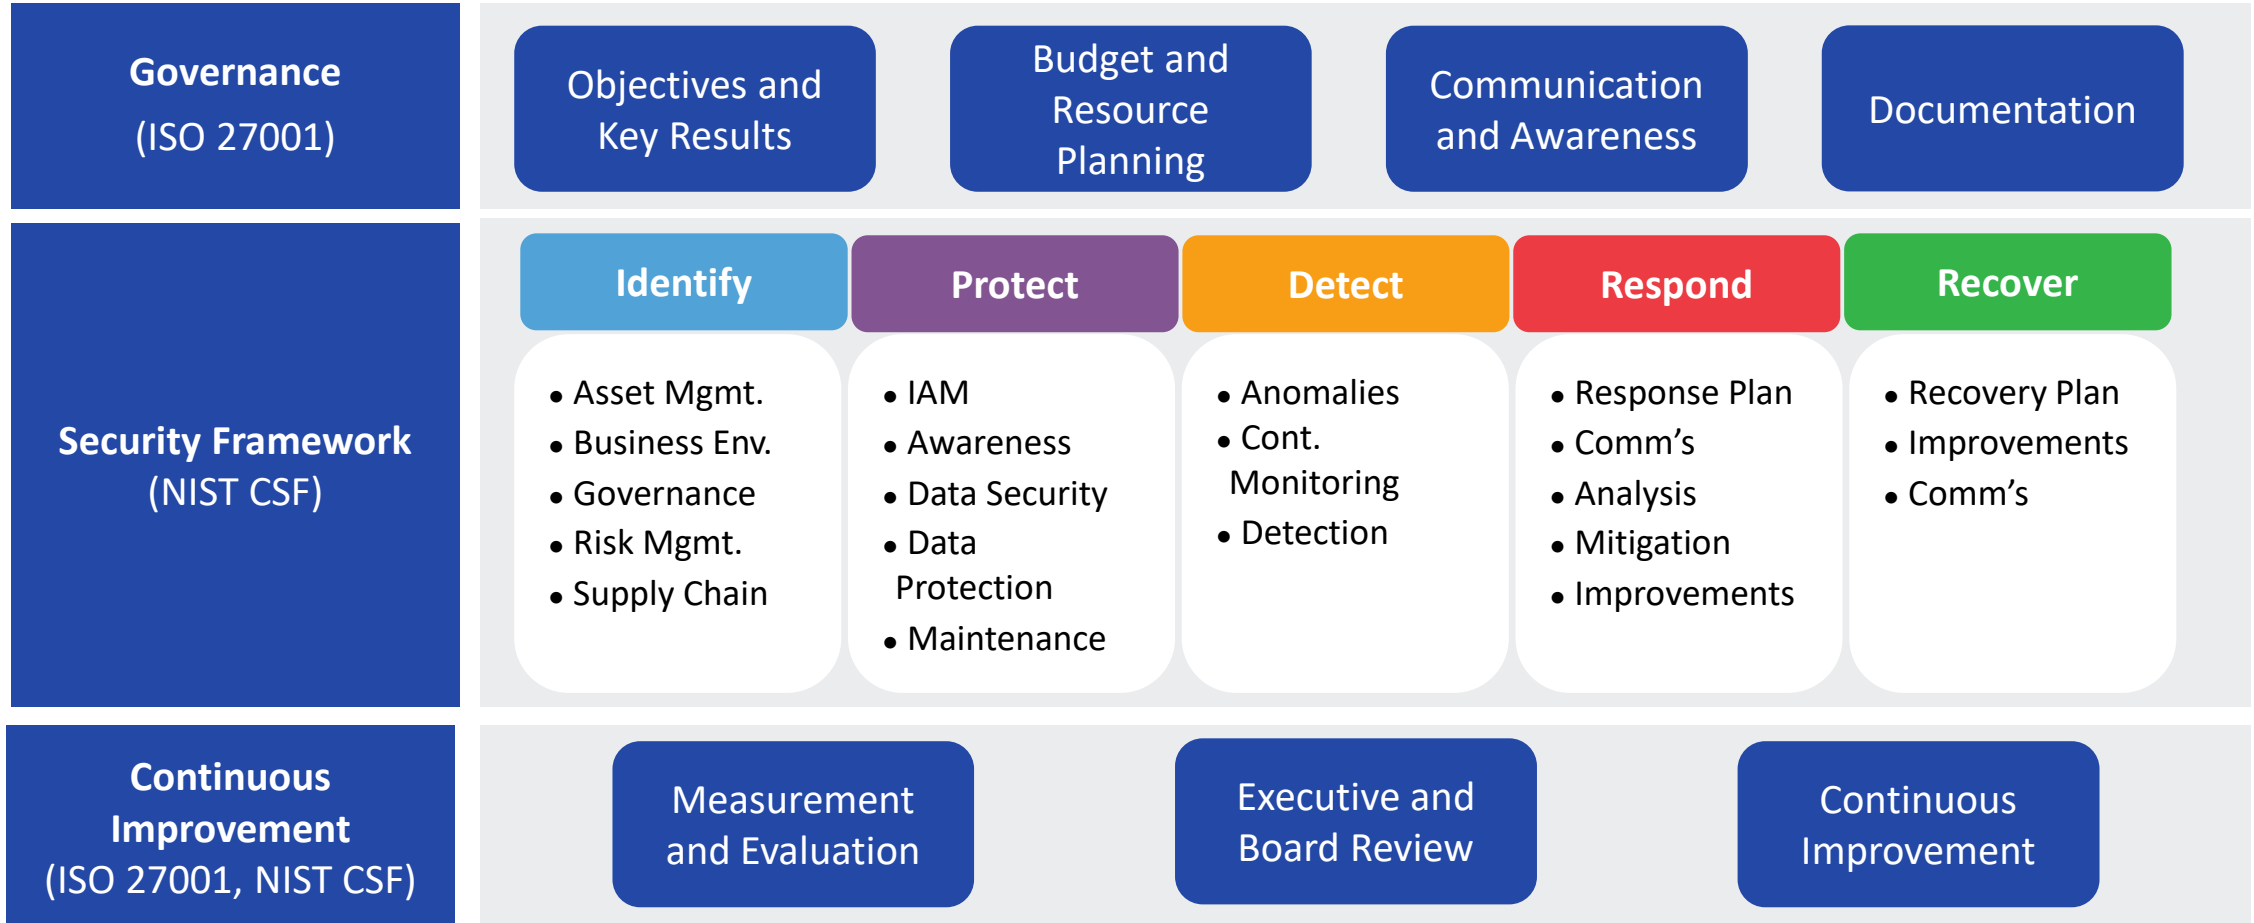 Governance
(ISO 27001)
Objectives and
Key Results
Budget and
Resource
Planning
Communication
and Awareness
Documentation
Security Framework
(NIST CSF)
Identify
• Asset Mgmt.
• Business Env.
• Governance
• Risk Mgmt.
• Supply Chain
Protect
• IAM
• Awareness
• Data Security
• Data
Protection
• Maintenance
Detect
• Anomalies
• Cont.
Monitoring
• Detection
Respond
• Response Plan
• Comm’s
• Analysis
• Mitigation
• Improvements
Recover
• Recovery Plan
• Improvements
• Comm’s
Continuous
Improvement
(ISO 27001, NIST CSF)
Measurement
and Evaluation
Executive and
Board Review
Continuous
Improvement